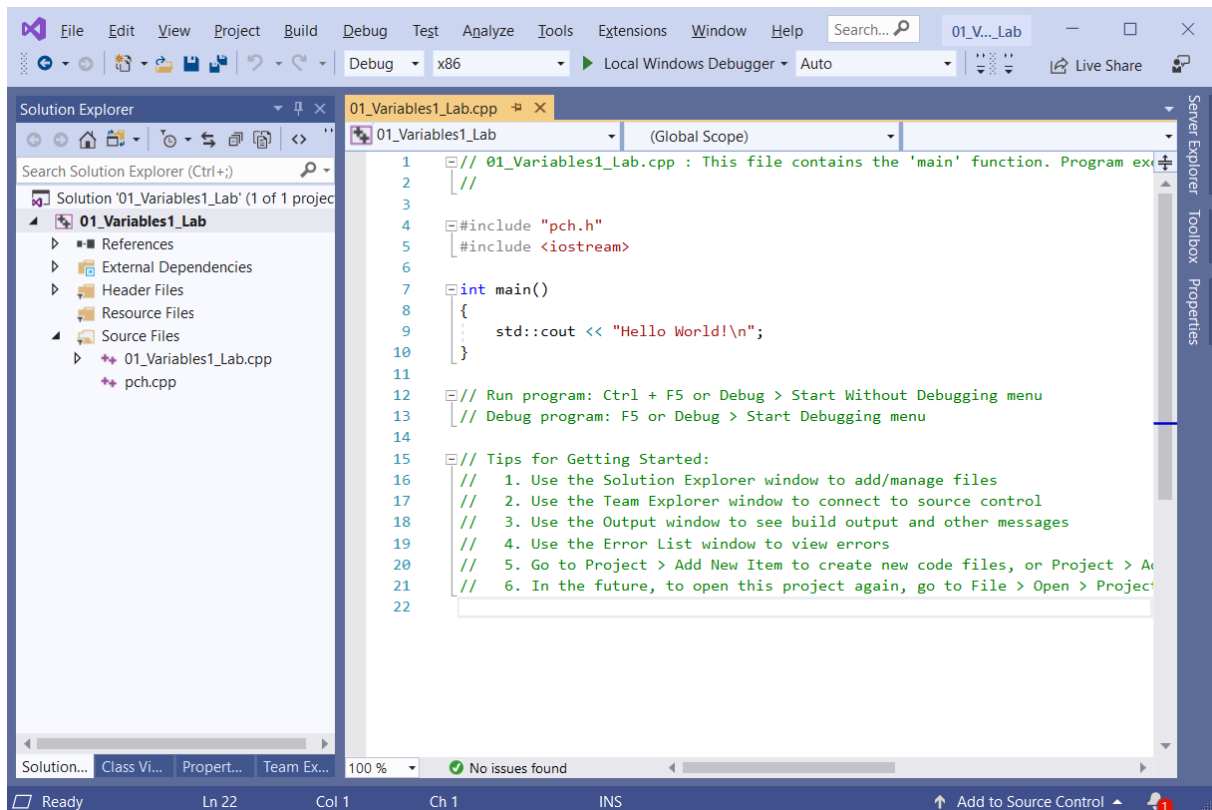 File Edit View Project Build Debug Test Analyze Tools Extensions Window Help Search... 01_V..._Lab
Debug x86 Local Windows Debugger Auto Live Share
Solution Explorer
Search Solution Explorer (Ctrl+;)
Solution '01_Variables1_Lab' (1 of 1 projec
01_Variables1_Lab
References
External Dependencies
Header Files
Resource Files
Source Files
01_Variables1_Lab.cpp
pch.cpp
Solution... Class Vi... Propert... Team Ex...
01_Variables1_Lab.cpp
01_Variables1_Lab (Global Scope)
1 // 01_Variables1_Lab.cpp : This file contains the 'main' function. Program exe
2 //
3
4 #include "pch.h"
5 #include <iostream>
6
7 int main()
8 {
9 std::cout << "Hello World!\n";
10 }
11
12 // Run program: Ctrl + F5 or Debug > Start Without Debugging menu
13 // Debug program: F5 or Debug > Start Debugging menu
14
15 // Tips for Getting Started:
16 // 1. Use the Solution Explorer window to add/manage files
17 // 2. Use the Team Explorer window to connect to source control
18 // 3. Use the Output window to see build output and other messages
19 // 4. Use the Error List window to view errors
20 // 5. Go to Project > Add New Item to create new code files, or Project > Ad
21 // 6. In the future, to open this project again, go to File > Open > Project
22
100 % No issues found
Server Explorer
Toolbox
Properties
Ready Ln 22 Col 1 Ch 1 INS Add to Source Control 1